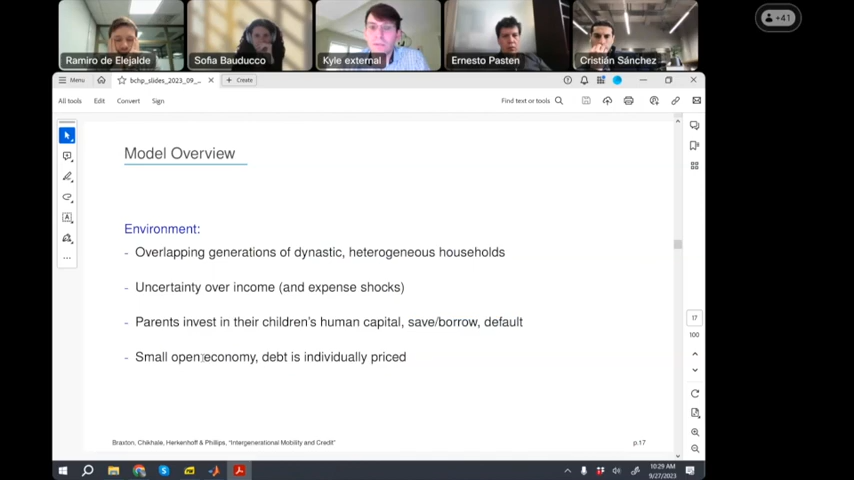 +41
Ramiro de Elejalde
Sofia Bauducco
Kyle external
Ernesto Pasten
Cristián Sánchez
Menu
bchp_slides_2023_09_...
+ Create
All tools
Edit
Convert
Sign
Find text or tools
Model Overview
Environment:
- Overlapping generations of dynastic, heterogeneous households
- Uncertainty over income (and expense shocks)
- Parents invest in their children's human capital, save/borrow, default
- Small open economy, debt is individually priced
17
100
Braxton, Chikhale, Herkenhoff & Phillips, "Intergenerational Mobility and Credit"
p.17
10:29 AM
9/27/2023